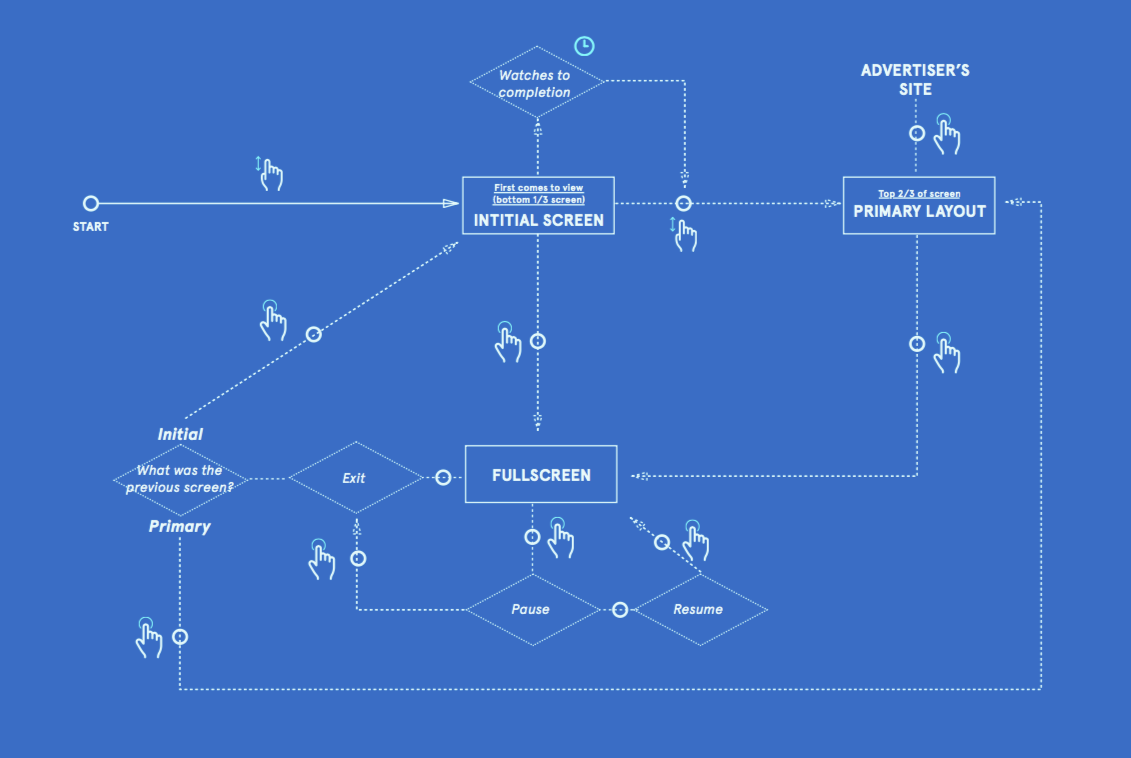 Watches to
completion
ADVERTISER'S
SITE
START
First comes to view
(bottom 1/3 screen)
INTITIAL SCREEN
Top 2/3 of screen
PRIMARY LAYOUT
Initial
What was the
previous screen?
Primary
Exit
FULLSCREEN
Pause
Resume